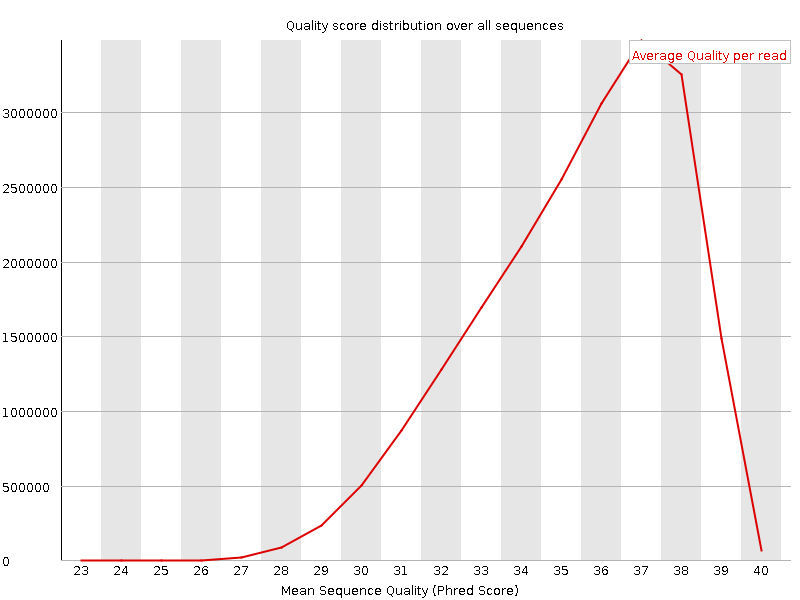 Quality score distribution over all sequences
Average Quality per read
3000000
2500000
2000000
1500000
1000000
500000
0
23 24 25 26 27 28 29 30 31 32 33 34 35 36 37 38 39 40
Mean Sequence Quality (Phred Score)